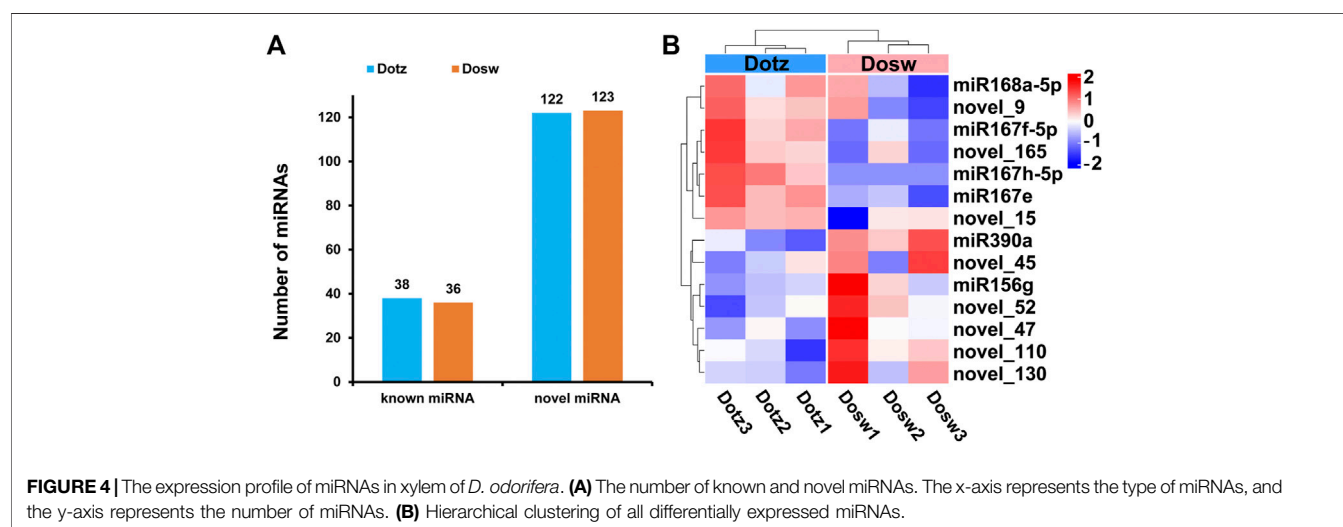 A
Dotz Dosw
Number of miRNAs
120
100
80
60
40
20
0
38
36
122
123
known miRNA
novel miRNA
B
Dotz Dosw
miR168a-5p
novel_9
miR167f-5p
novel_165
miR167h-5p
miR167e
novel_15
miR390a
novel_45
miR156g
novel_52
novel_47
novel_110
novel_130
2
1
0
-1
-2
Dotz3 Dotz2 Dotz1 Dosw1 Dosw2 Dosw3
FIGURE 4 | The expression profile of miRNAs in xylem of D. odorifera. (A) The number of known and novel miRNAs. The x-axis represents the type of miRNAs, and
the y-axis represents the number of miRNAs. (B) Hierarchical clustering of all differentially expressed miRNAs.